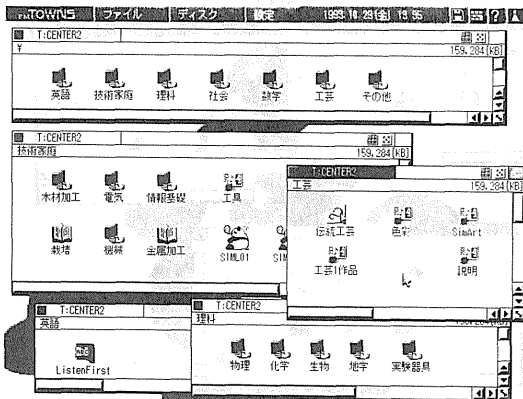 FM TOWNS ファイル ディスク 設定 1993.10.29(金)
T:CENTER2
¥ 159.284[KB]
英語 技術家庭 理科 社会 数学 工芸 その他
T:CENTER2
技術家庭 159.284[KB]
木材加工 電気 情報基礎 工具
栽培 機械 金属加工 SIML01
T:CENTER2
工芸 159.284[KB]
伝統工芸 色彩 SimArt
工芸1作品 説明
T:CENTER2
英語
ListenFirst
T:CENTER2
理科
物理 化学 生物 地学 実験器具